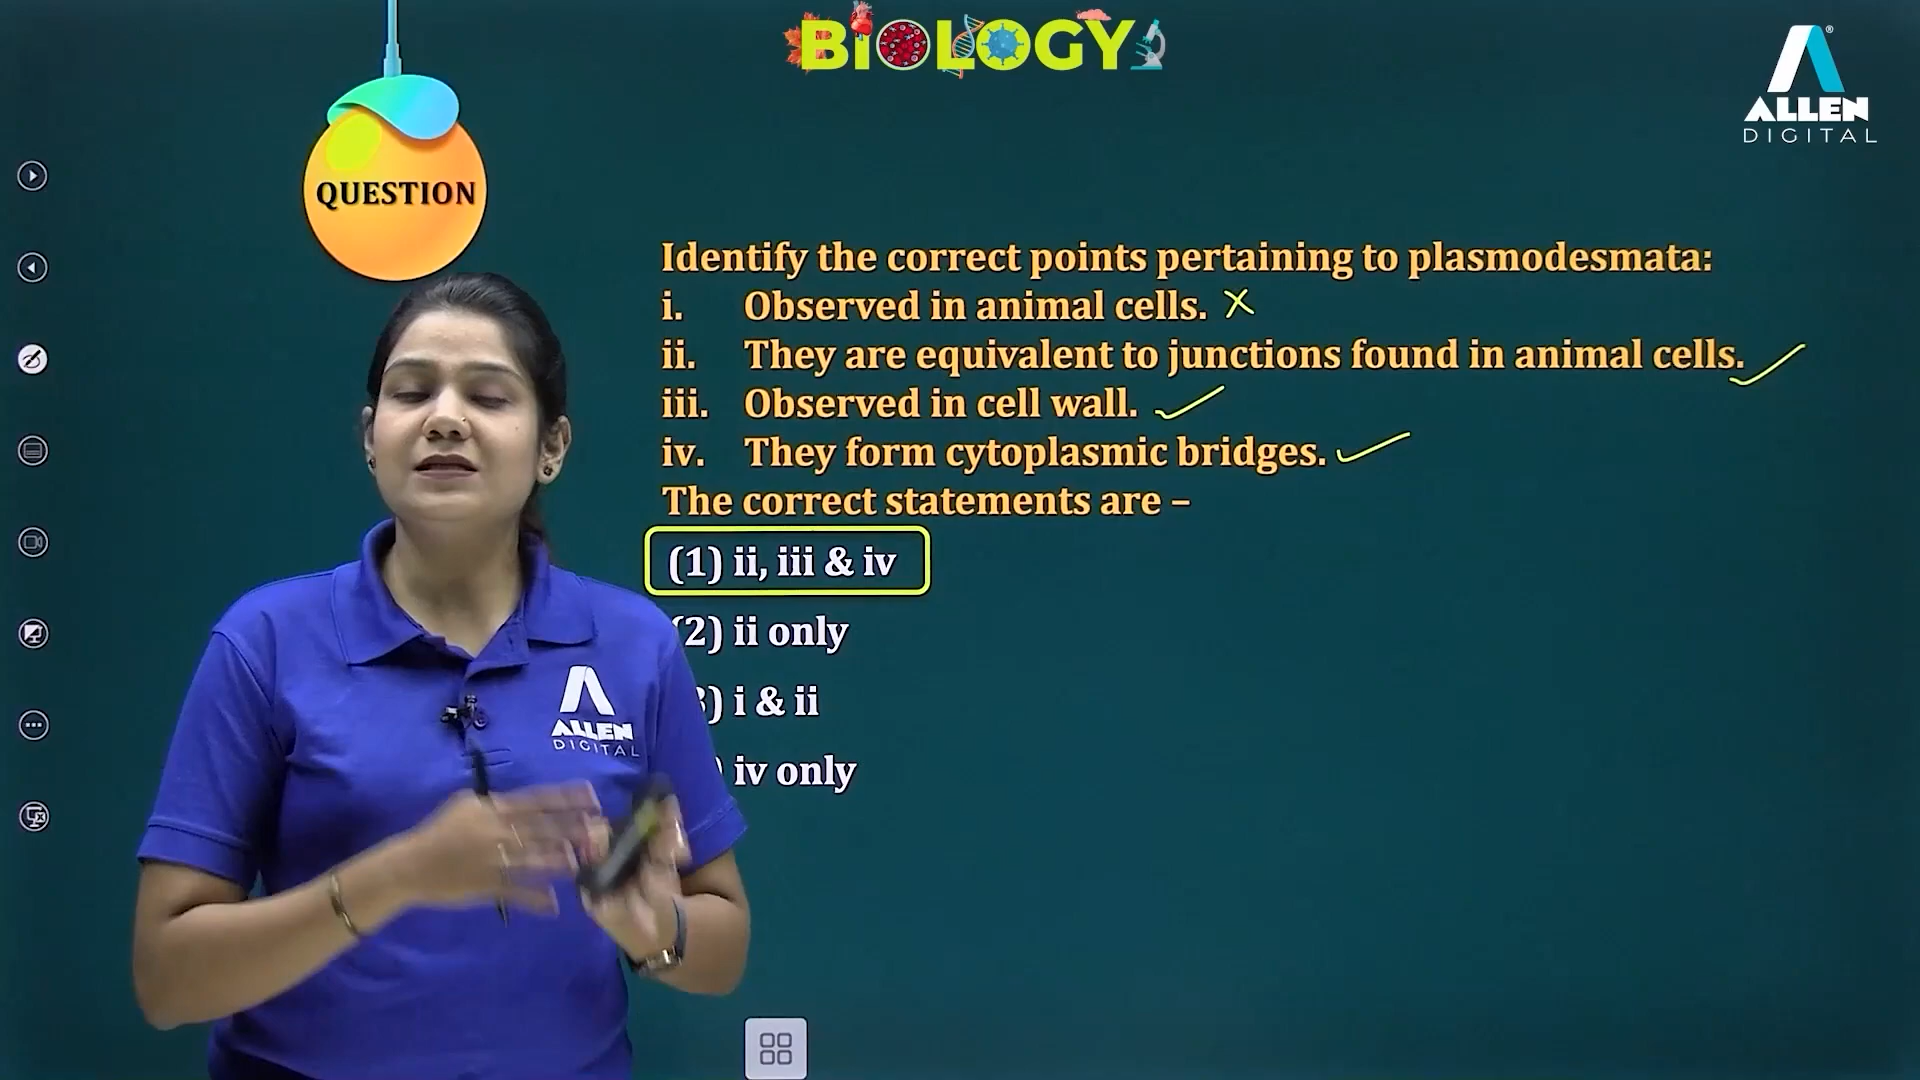 BIOLOGY
ALLEN
DIGITAL
QUESTION
Identify the correct points pertaining to plasmodesmata:
i. Observed in animal cells.
ii. They are equivalent to junctions found in animal cells.
iii. Observed in cell wall.
iv. They form cytoplasmic bridges.
The correct statements are –
(1) ii, iii & iv
2) ii only
) i & ii
) iv only
ALLEN
DIGITAL